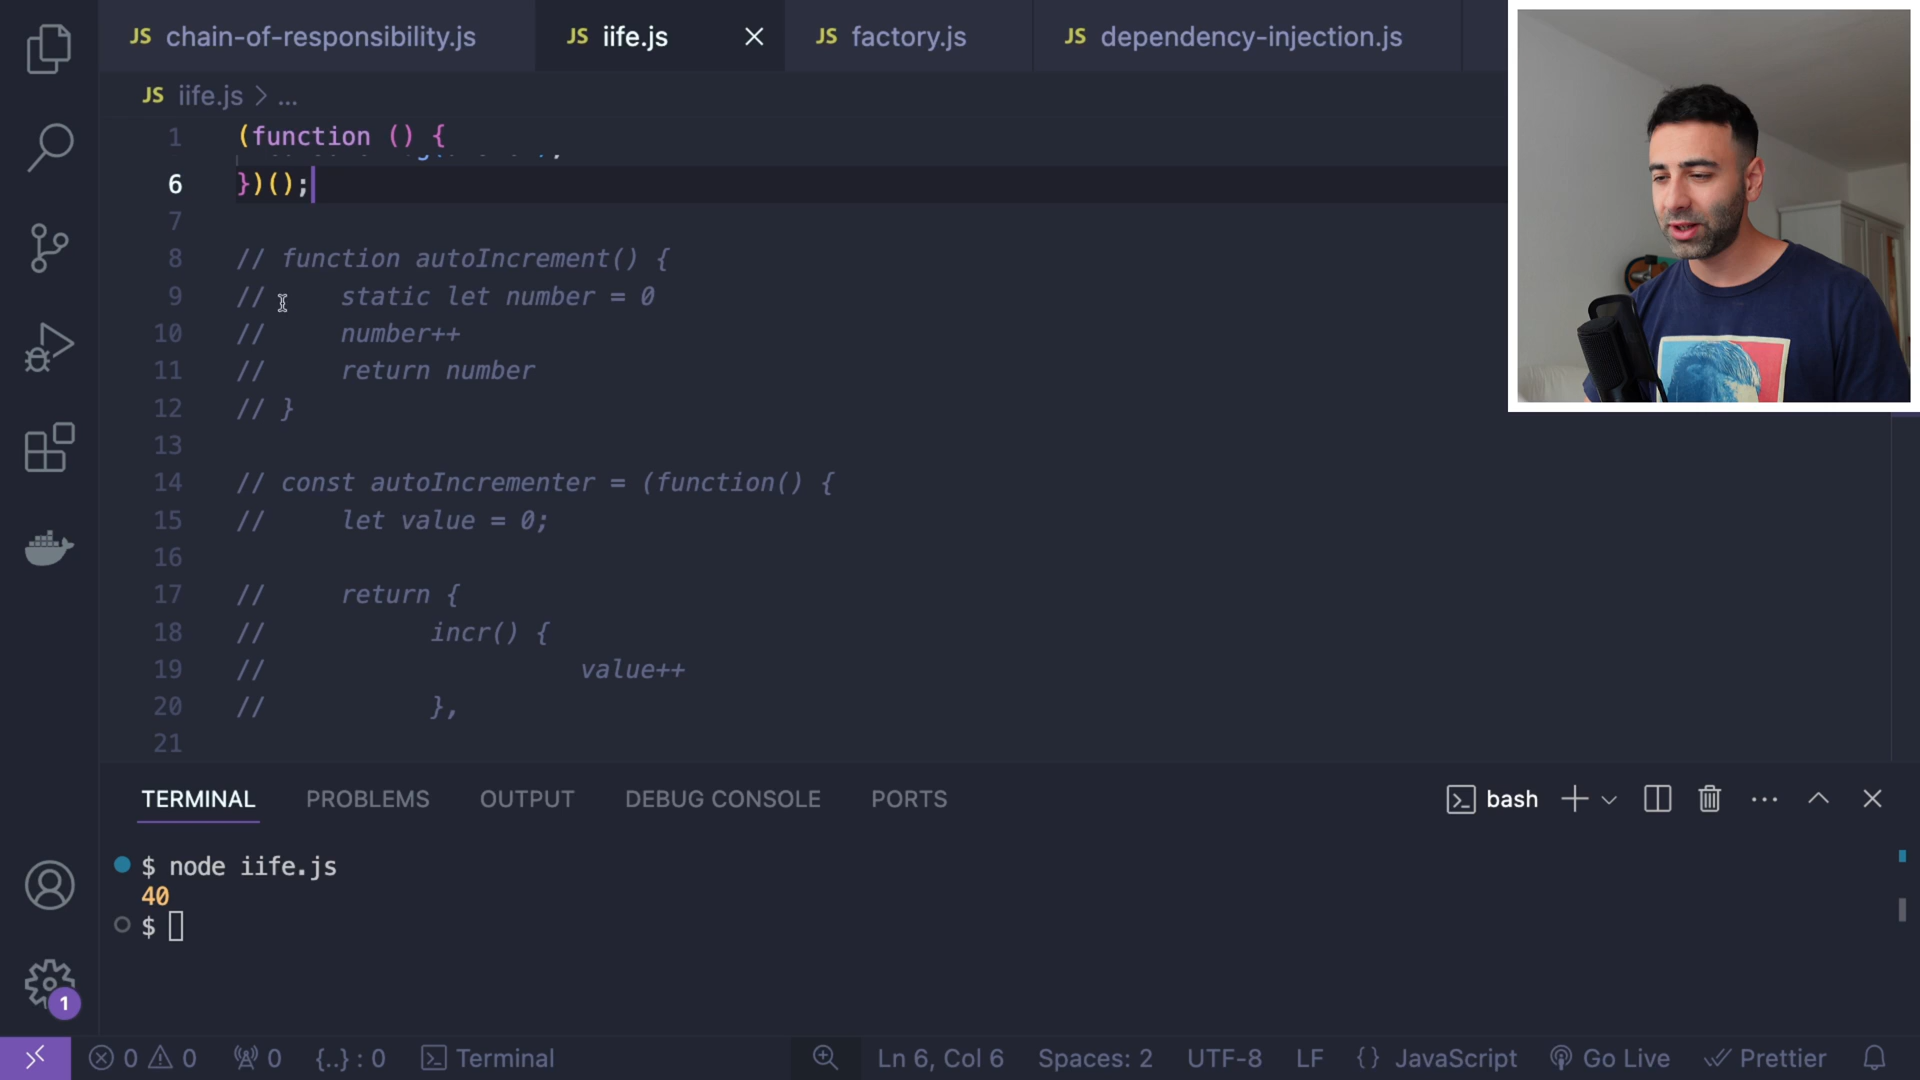 JS chain-of-responsibility.js
JS iife.js
JS factory.js
JS dependency-injection.js
JS iife.js > ...
1 (function () {
6 })();
7
8 // function autoIncrement() {
9 //     static let number = 0
10 //     number++
11 //     return number
12 // }
13
14 // const autoIncrementer = (function() {
15 //     let value = 0;
16
17 //     return {
18 //           incr() {
19 //                     value++
20 //           },
21
TERMINAL PROBLEMS OUTPUT DEBUG CONSOLE PORTS
bash
$ node iife.js
40
$
1
0 0 0 {..} : 0 Terminal Ln 6, Col 6 Spaces: 2 UTF-8 LF {} JavaScript Go Live Prettier